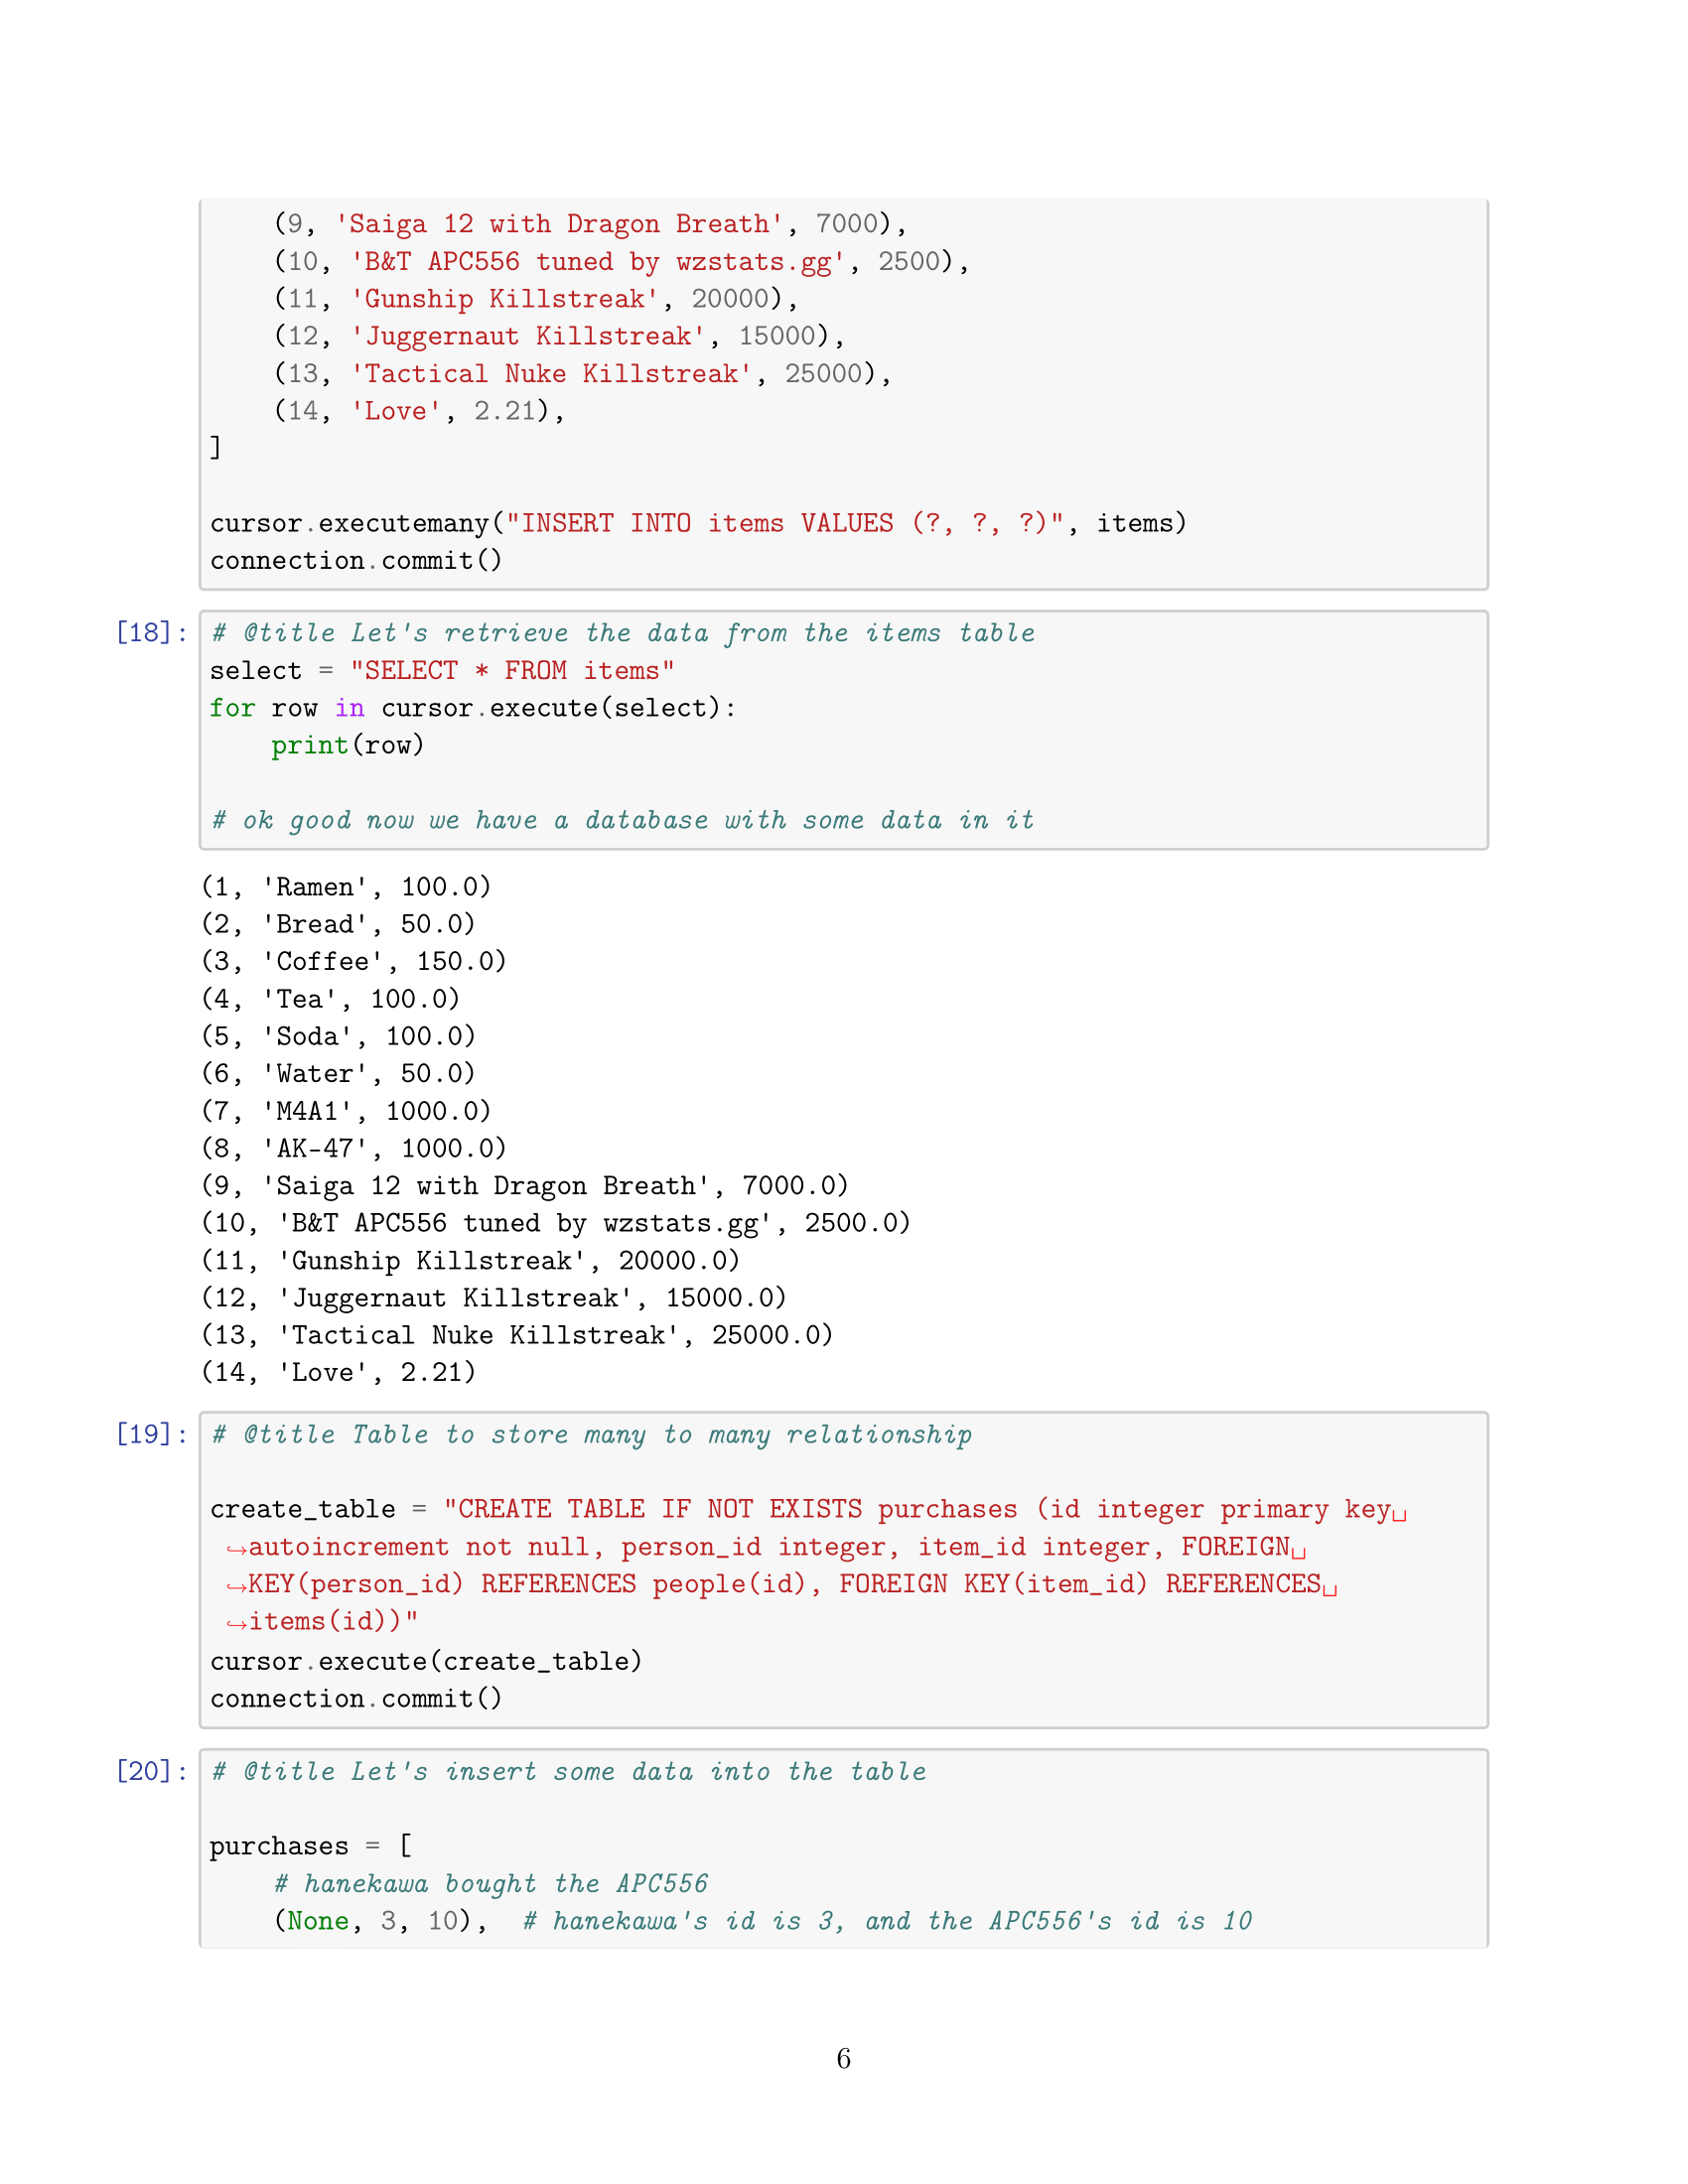 (9, 'Saiga 12 with Dragon Breath', 7000),
    (10, 'B&T APC556 tuned by wzstats.gg', 2500),
    (11, 'Gunship Killstreak', 20000),
    (12, 'Juggernaut Killstreak', 15000),
    (13, 'Tactical Nuke Killstreak', 25000),
    (14, 'Love', 2.21),
]
cursor.executemany("INSERT INTO items VALUES (?, ?, ?)", items)
connection.commit()
[18]: # @title Let's retrieve the data from the items table
select = "SELECT * FROM items"
for row in cursor.execute(select):
    print(row)
# ok good now we have a database with some data in it
(1, 'Ramen', 100.0)
(2, 'Bread', 50.0)
(3, 'Coffee', 150.0)
(4, 'Tea', 100.0)
(5, 'Soda', 100.0)
(6, 'Water', 50.0)
(7, 'M4A1', 1000.0)
(8, 'AK-47', 1000.0)
(9, 'Saiga 12 with Dragon Breath', 7000.0)
(10, 'B&T APC556 tuned by wzstats.gg', 2500.0)
(11, 'Gunship Killstreak', 20000.0)
(12, 'Juggernaut Killstreak', 15000.0)
(13, 'Tactical Nuke Killstreak', 25000.0)
(14, 'Love', 2.21)
[19]: # @title Table to store many to many relationship
create_table = "CREATE TABLE IF NOT EXISTS purchases (id integer primary key␣
↪autoincrement not null, person_id integer, item_id integer, FOREIGN␣
↪KEY(person_id) REFERENCES people(id), FOREIGN KEY(item_id) REFERENCES␣
↪items(id))"
cursor.execute(create_table)
connection.commit()
[20]: # @title Let's insert some data into the table
purchases = [
    # hanekawa bought the APC556
    (None, 3, 10),  # hanekawa's id is 3, and the APC556's id is 10
6